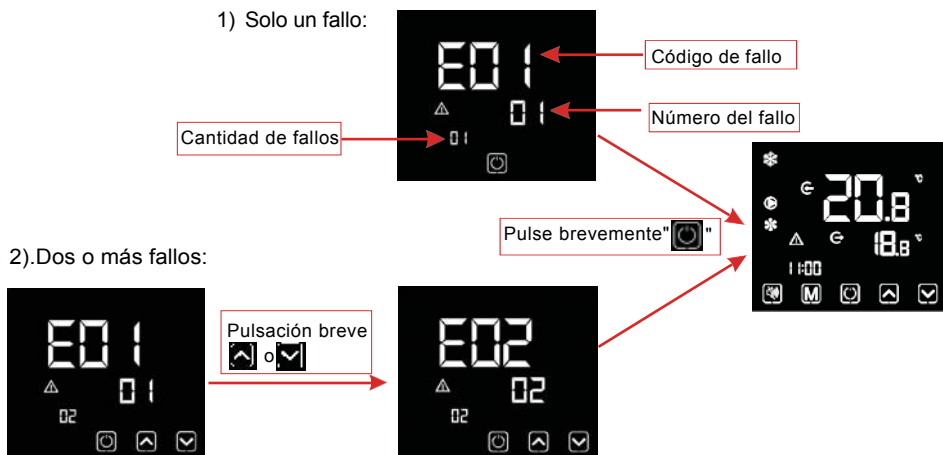 1) Solo un fallo:
E01
Código de fallo
01
Número del fallo
Cantidad de fallos
01
20.8 °C
Pulse brevemente" "
18.8 °C
11:00
M
2).Dos o más fallos:
E01
01
02
Pulsación breve
o
E02
02
02